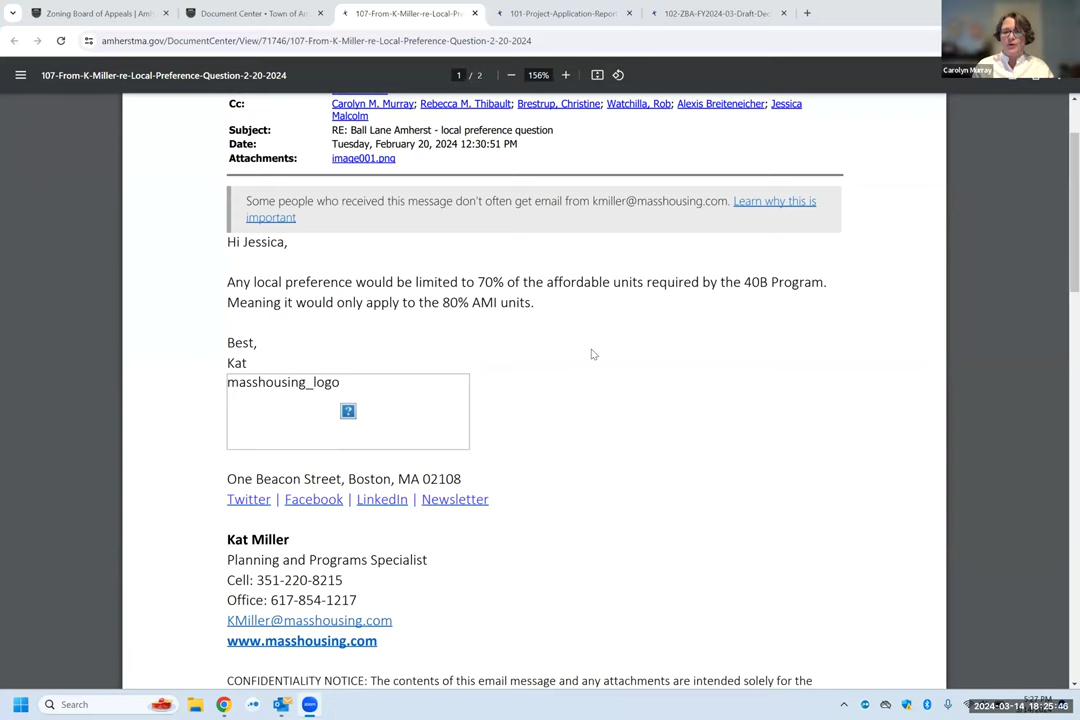 Zoning Board of Appeals | Amh
Document Center • Town of Am
107-From-K-Miller-re-Local-Pre
101-Project-Application-Report
102-ZBA-FY2024-03-Draft-Dec
amherstma.gov/DocumentCenter/View/71746/107-From-K-Miller-re-Local-Preference-Question-2-20-2024
Carolyn Murray
107-From-K-Miller-re-Local-Preference-Question-2-20-2024
1 / 2
156%
Cc: Carolyn M. Murray; Rebecca M. Thibault; Brestrup, Christine; Watchilla, Rob; Alexis Breiteneicher; Jessica
Malcolm
Subject: RE: Ball Lane Amherst - local preference question
Date: Tuesday, February 20, 2024 12:30:51 PM
Attachments: image001.png
Some people who received this message don't often get email from kmiller@masshousing.com. Learn why this is
important
Hi Jessica,
Any local preference would be limited to 70% of the affordable units required by the 40B Program.
Meaning it would only apply to the 80% AMI units.
Best,
Kat
masshousing_logo
One Beacon Street, Boston, MA 02108
Twitter | Facebook | LinkedIn | Newsletter
Kat Miller
Planning and Programs Specialist
Cell: 351-220-8215
Office: 617-854-1217
KMiller@masshousing.com
www.masshousing.com
CONFIDENTIALITY NOTICE: The contents of this email message and any attachments are intended solely for the
Search
zoom
5:27 PM
2024-03-14 18:25:46